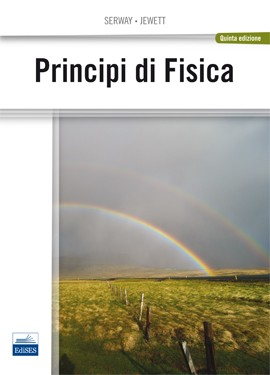 SERWAY • JEWETT
Quinta edizione
Principi di Fisica
EdiSES